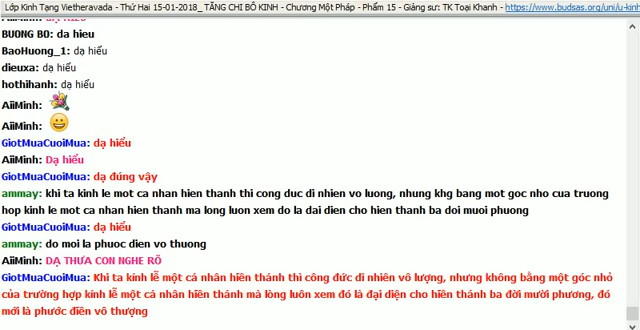 Lớp Kinh Tạng Vietheravada - Thứ Hai 15-01-2018_ TĂNG CHI BỘ KINH - Chương Một Pháp - Phẩm 15 - Giảng sư: TK Toại Khanh - https://www.budsas.org/uni/u-kinh
AiiMinh: DẠ HIỂU
BUONG BO: da hieu
BaoHuong_1: dạ hiểu
dieuxa: dạ hiểu
hothihanh: dạ hiểu
AiiMinh:
AiiMinh:
GiotMuaCuoiMua: dạ hiểu
AiiMinh: Dạ hiểu
GiotMuaCuoiMua: dạ đúng vậy
ammay: khi ta kinh le mot ca nhan hien thanh thi cong duc di nhien vo luong, nhung khg bang mot goc nho cua truong
hop kinh le mot ca nhan hien thanh ma long luon xem do la dai dien cho hien thanh ba doi muoi phuong
GiotMuaCuoiMua: dạ hiểu
ammay: do moi la phuoc dien vo thuong
AiiMinh: DẠ THƯA CON NGHE RÕ
GiotMuaCuoiMua: Khi ta kính lễ một cá nhân hiền thánh thì công đức dĩ nhiên vô lượng, nhưng không bằng một góc nhỏ
của trường hợp kính lễ một cá nhân hiền thánh mà lòng luôn xem đó là đại diện cho hiền thánh ba đời mười phương, đó
mới là phước điền vô thượng